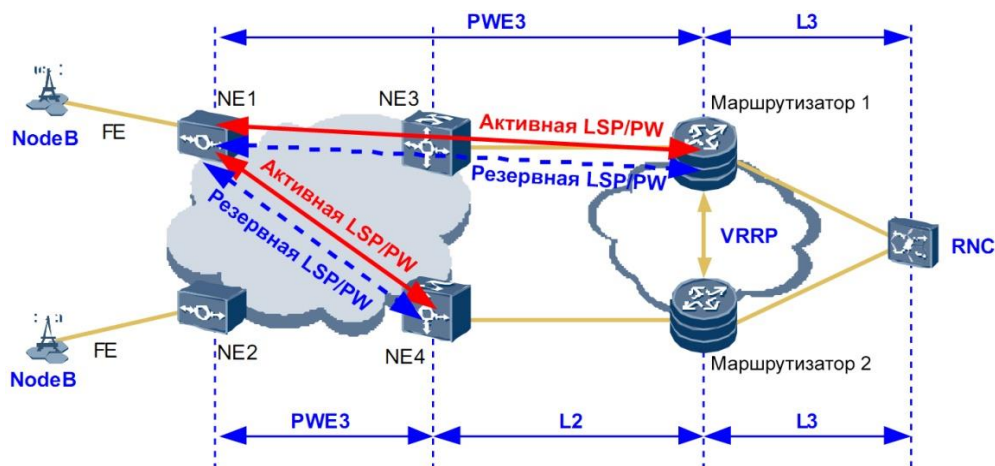 PWE3
L3
NE1
NE3
Маршрутизатор 1
NodeB
FE
Активная LSP/PW
Резервная LSP/PW
Активная LSP/PW
Резервная LSP/PW
VRRP
RNC
NodeB
FE
NE2
NE4
Маршрутизатор 2
PWE3
L2
L3